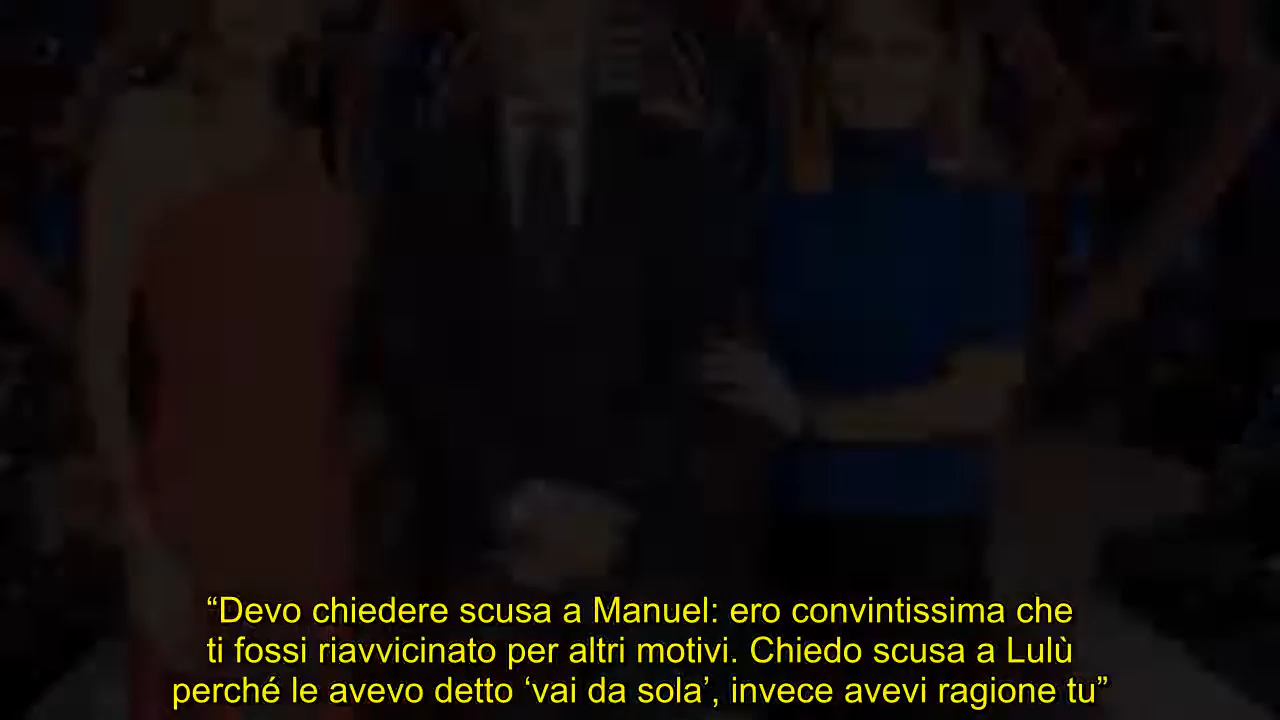 “Devo chiedere scusa a Manuel: ero convintissima che
ti fossi riavvicinato per altri motivi. Chiedo scusa a Lulù
perché le avevo detto ‘vai da sola’, invece avevi ragione tu”